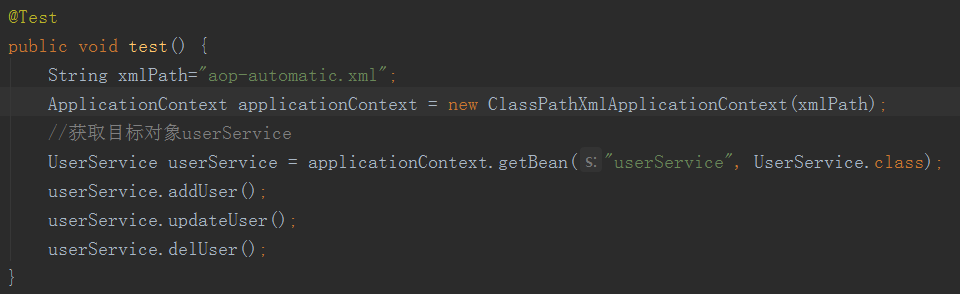 @Test
public void test() {
String xmlPath="aop-automatic.xml";
ApplicationContext applicationContext = new ClassPathXmlApplicationContext(xmlPath);
//获取目标对象userService
UserService userService = applicationContext.getBean( s: "userService", UserService.class);
userService.addUser();
userService.updateUser();
userService.delUser();
}